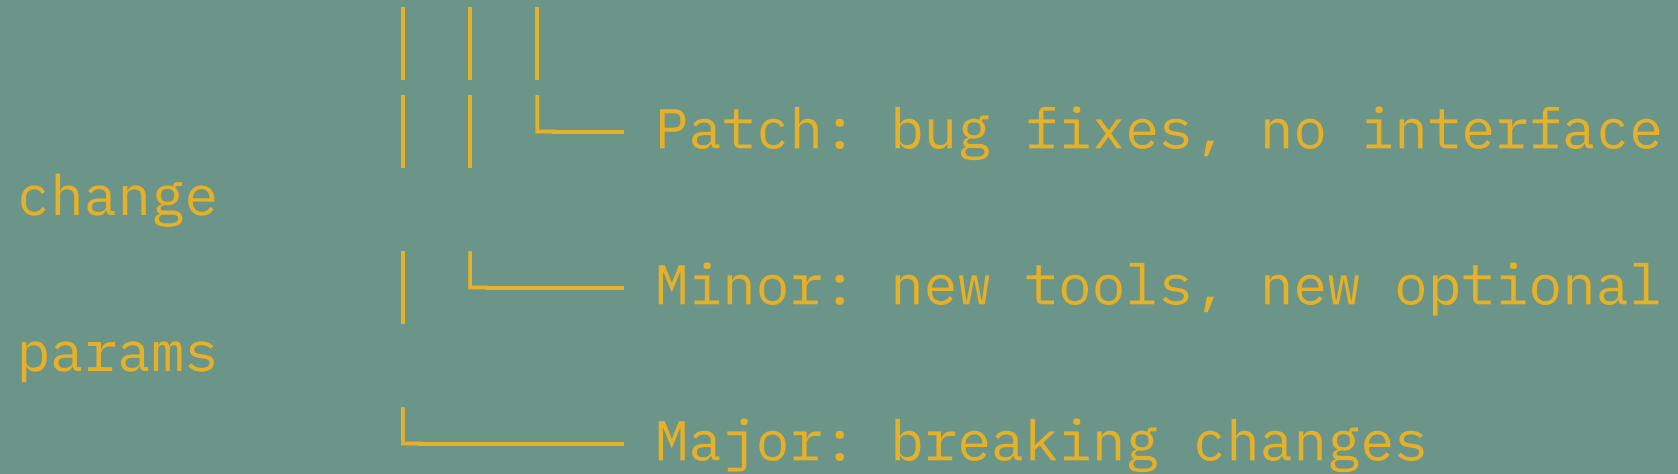 │ │ │
│ │ └── Patch: bug fixes, no interface
change
│ └──── Minor: new tools, new optional
params
└────── Major: breaking changes